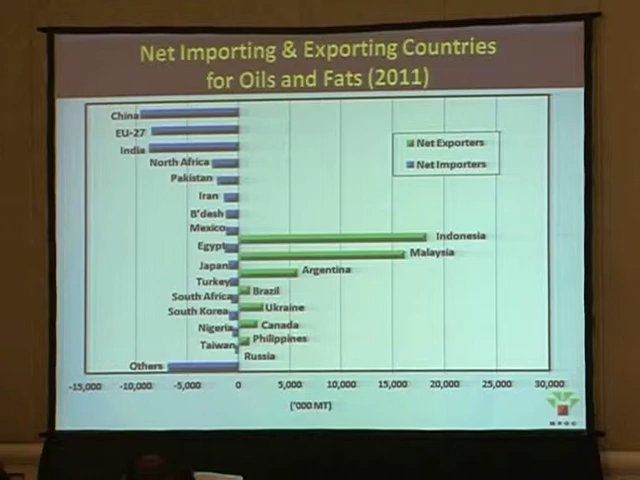 Net Importing & Exporting Countries
for Oils and Fats (2011)
China
EU-27
India
North Africa
Pakistan
Iran
B'desh
Mexico
Egypt
Japan
Turkey
South Africa
South Korea
Nigeria
Taiwan
Others
Net Exporters
Net Importers
Indonesia
Malaysia
Argentina
Brazil
Ukraine
Canada
Philippines
Russia
-15,000 -10,000 -5,000 0 5,000 10,000 15,000 20,000 25,000 30,000
('000 MT)
MPOC